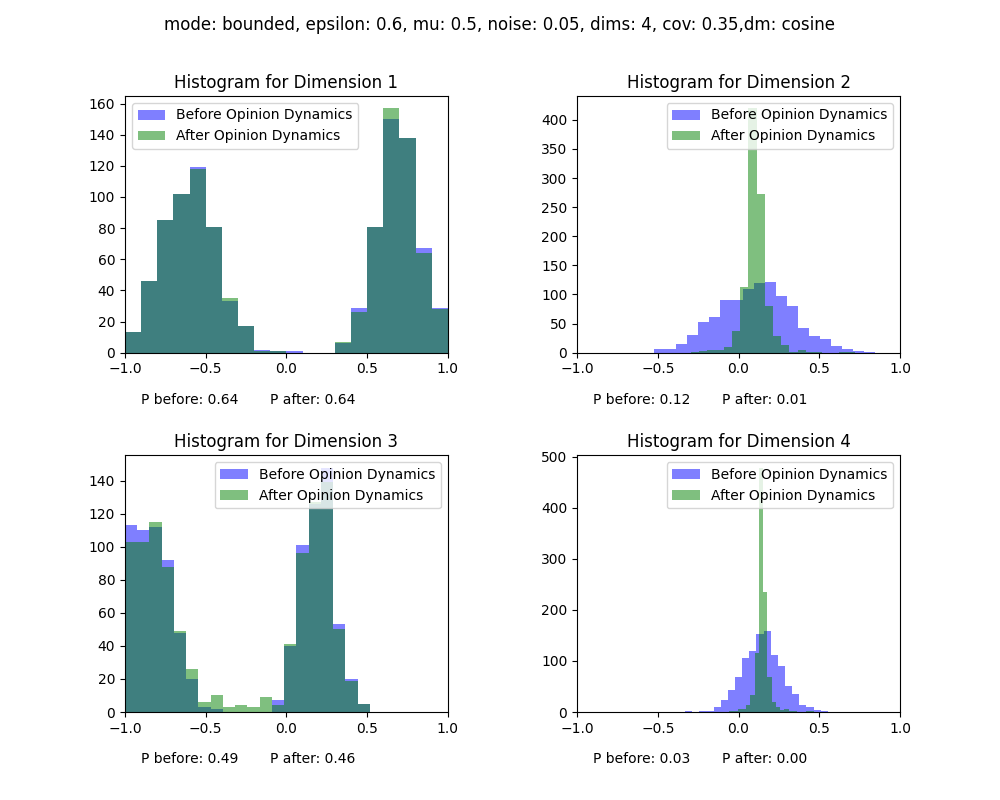 mode: bounded, epsilon: 0.6, mu: 0.5, noise: 0.05, dims: 4, cov: 0.35,dm: cosine
Histogram for Dimension 1
160
140
120
100
80
60
40
20
0
Before Opinion Dynamics
After Opinion Dynamics
−1.0 −0.5 0.0 0.5 1.0
P before: 0.64 P after: 0.64
Histogram for Dimension 2
400
350
300
250
200
150
100
50
0
Before Opinion Dynamics
After Opinion Dynamics
−1.0 −0.5 0.0 0.5 1.0
P before: 0.12 P after: 0.01
Histogram for Dimension 3
140
120
100
80
60
40
20
0
Before Opinion Dynamics
After Opinion Dynamics
−1.0 −0.5 0.0 0.5 1.0
P before: 0.49 P after: 0.46
Histogram for Dimension 4
500
400
300
200
100
0
Before Opinion Dynamics
After Opinion Dynamics
−1.0 −0.5 0.0 0.5 1.0
P before: 0.03 P after: 0.00